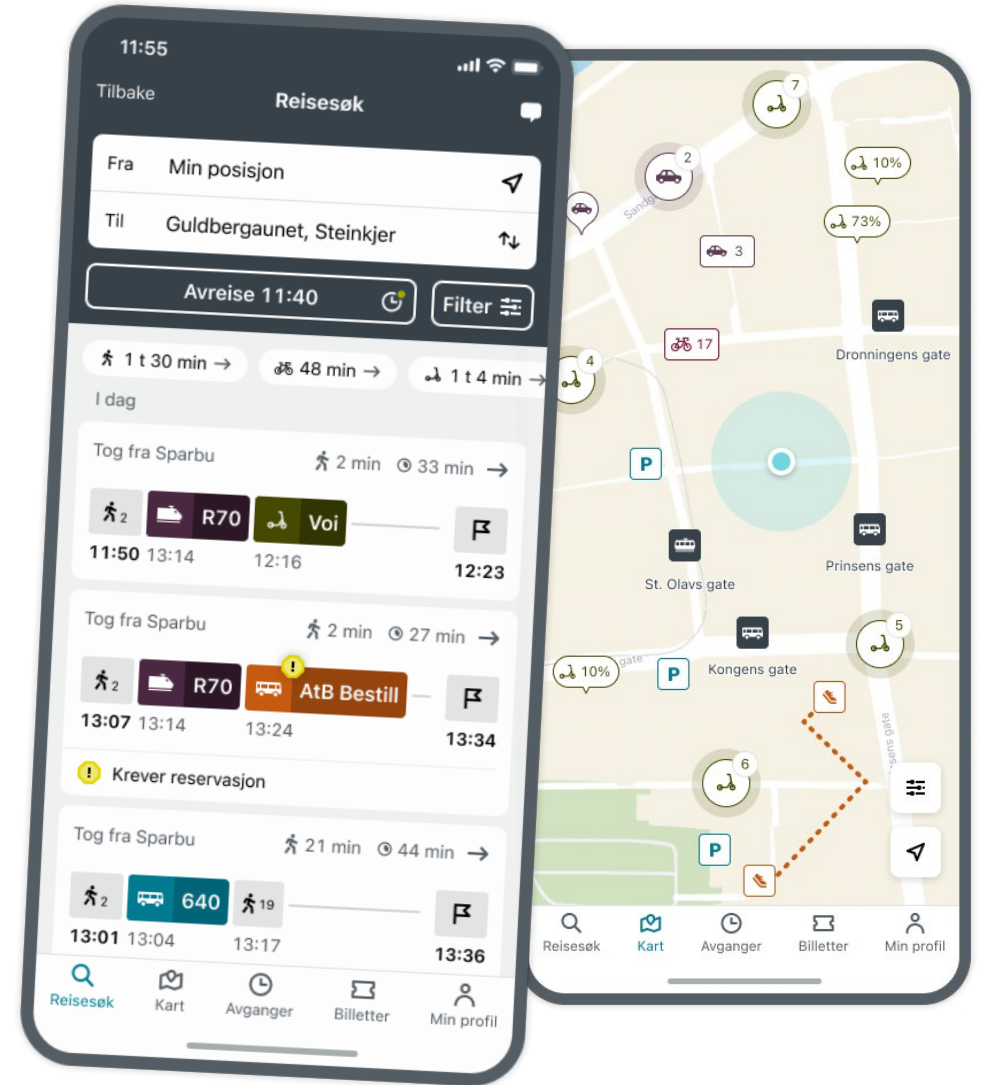 11:55
Tilbake
Reisesøk
Fra Min posisjon
Til Guldbergaunet, Steinkjer
Avreise 11:40
Filter
1 t 30 min →
48 min →
1 t 4 min →
I dag
Tog fra Sparbu 2 min 33 min →
2 R70 Voi
11:50 13:14 12:16 12:23
Tog fra Sparbu 2 min 27 min →
2 R70 AtB Bestill
13:07 13:14 13:24 13:34
Krever reservasjon
Tog fra Sparbu 21 min 44 min →
2 640 19
13:01 13:04 13:17 13:36
Reisesøk Kart Avganger Billetter Min profil
7
2
10%
Sandg
73%
3
17
Dronningens gate
4
P
Prinsens gate
St. Olavs gate
5
Kongens gate
gate
10%
P
sens gate
6
P
Reisesøk Kart Avganger Billetter Min profil